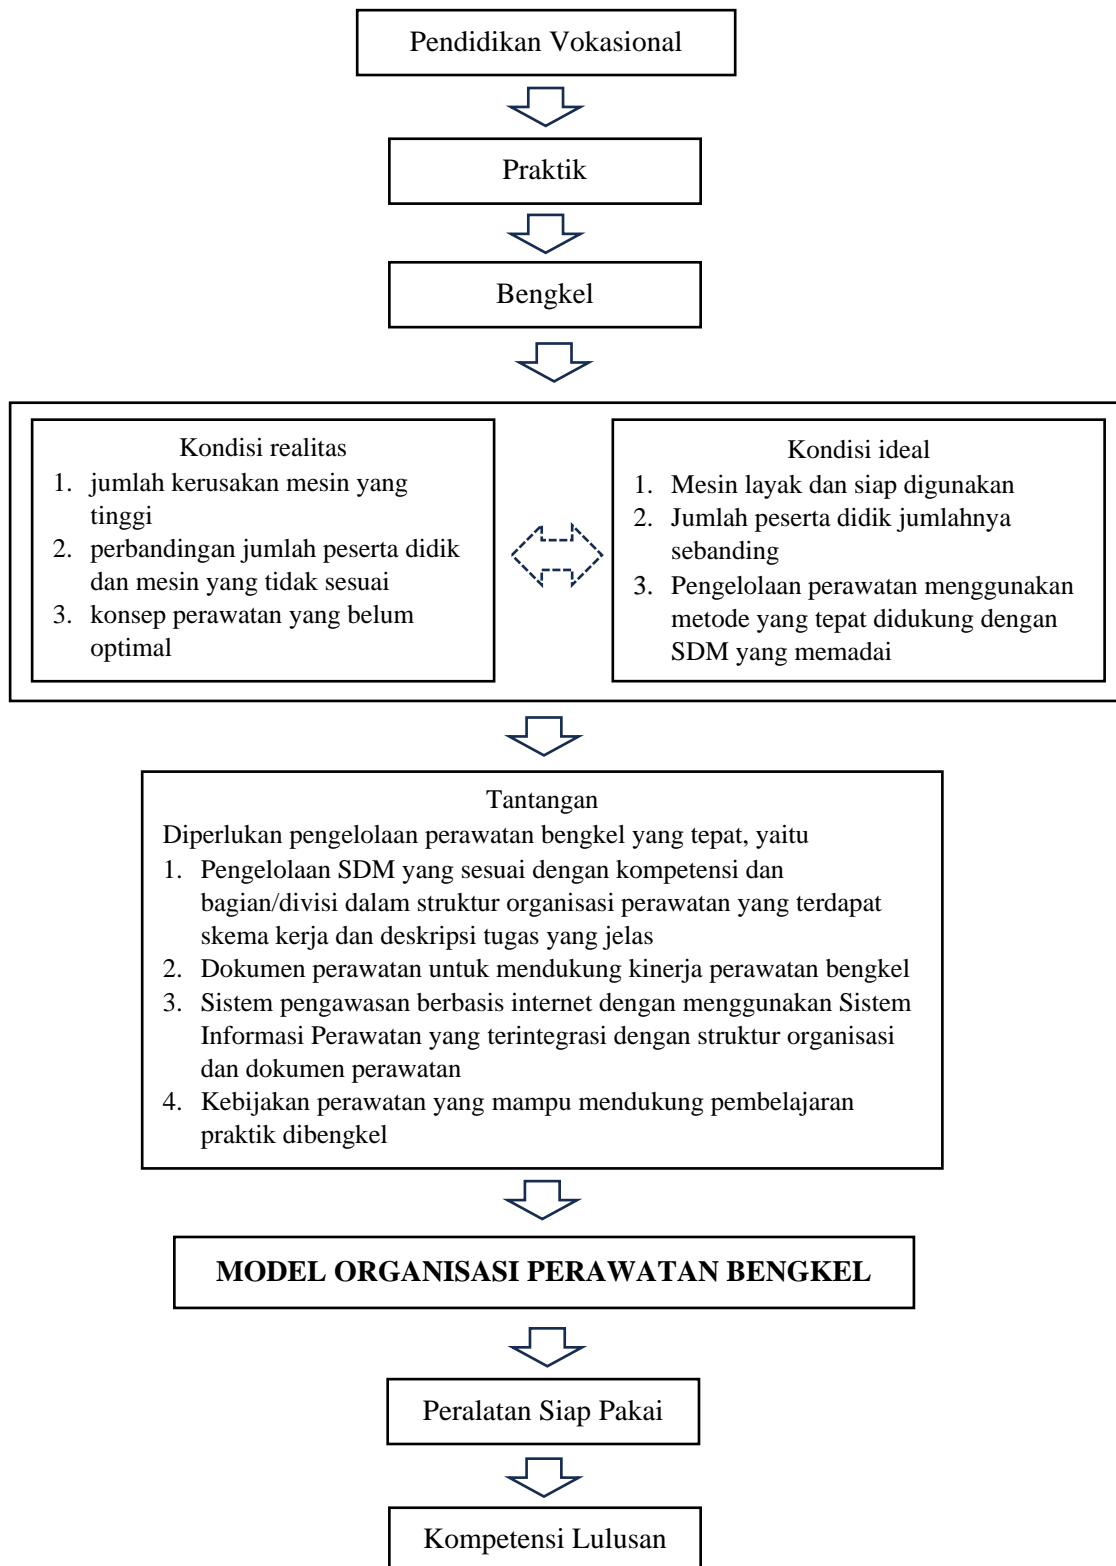 Pendidikan Vokasional
Praktik
Bengkel
Kondisi realitas
1. jumlah kerusakan mesin yang
tinggi
2. perbandingan jumlah peserta didik
dan mesin yang tidak sesuai
3. konsep perawatan yang belum
optimal
Kondisi ideal
1. Mesin layak dan siap digunakan
2. Jumlah peserta didik jumlahnya
sebanding
3. Pengelolaan perawatan menggunakan
metode yang tepat didukung dengan
SDM yang memadai
Tantangan
Diperlukan pengelolaan perawatan bengkel yang tepat, yaitu
1. Pengelolaan SDM yang sesuai dengan kompetensi dan
bagian/divisi dalam struktur organisasi perawatan yang terdapat
skema kerja dan deskripsi tugas yang jelas
2. Dokumen perawatan untuk mendukung kinerja perawatan bengkel
3. Sistem pengawasan berbasis internet dengan menggunakan Sistem
Informasi Perawatan yang terintegrasi dengan struktur organisasi
dan dokumen perawatan
4. Kebijakan perawatan yang mampu mendukung pembelajaran
praktik dibengkel
MODEL ORGANISASI PERAWATAN BENGKEL
Peralatan Siap Pakai
Kompetensi Lulusan